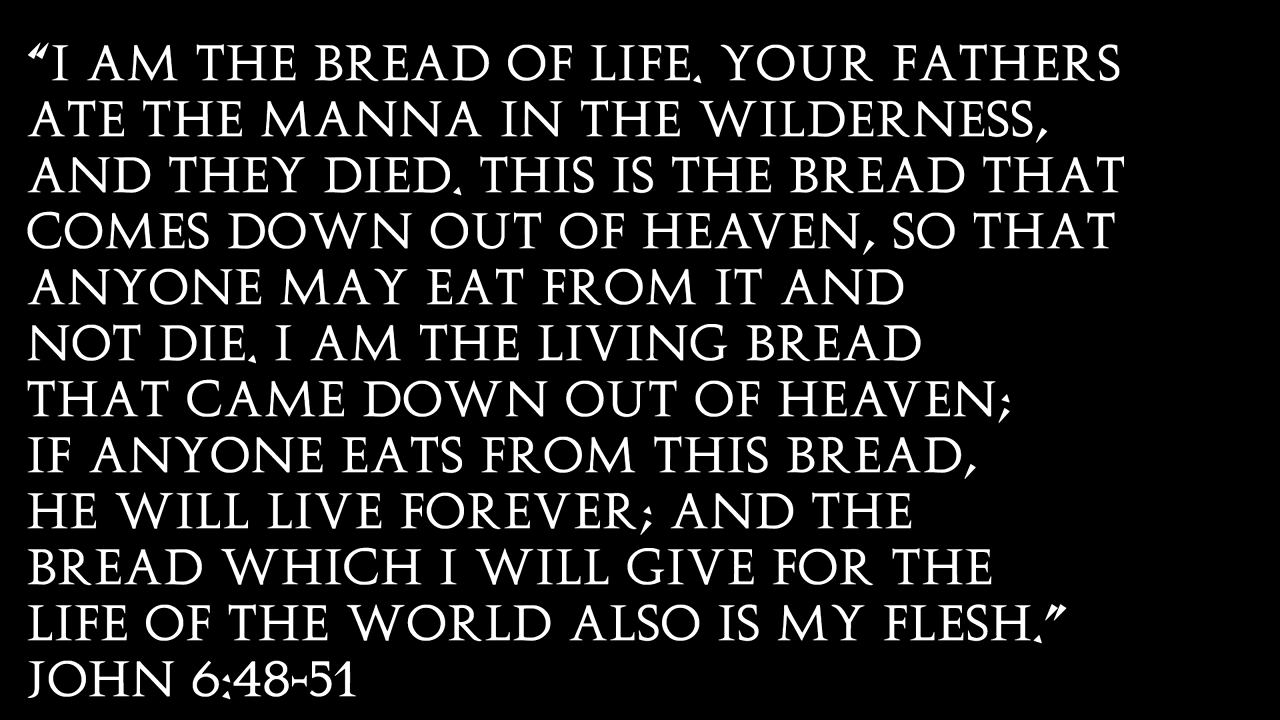 “I AM THE BREAD OF LIFE. YOUR FATHERS
ATE THE MANNA IN THE WILDERNESS,
AND THEY DIED. THIS IS THE BREAD THAT
COMES DOWN OUT OF HEAVEN, SO THAT
ANYONE MAY EAT FROM IT AND
NOT DIE. I AM THE LIVING BREAD
THAT CAME DOWN OUT OF HEAVEN;
IF ANYONE EATS FROM THIS BREAD,
HE WILL LIVE FOREVER; AND THE
BREAD WHICH I WILL GIVE FOR THE
LIFE OF THE WORLD ALSO IS MY FLESH.”
JOHN 6:48-51